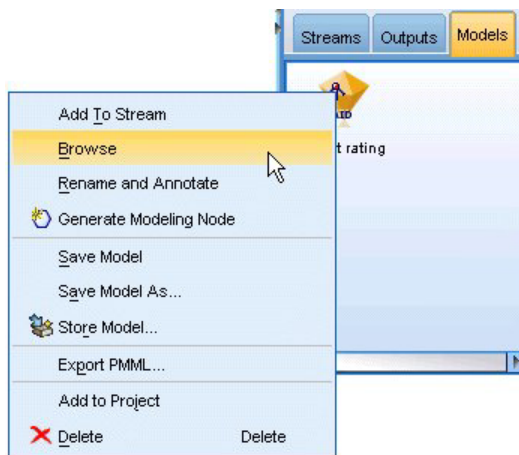 Streams Outputs Models
AID
t rating
Add To Stream
Browse
Rename and Annotate
Generate Modeling Node
Save Model
Save Model As...
Store Model...
Export PMML...
Add to Project
Delete Delete